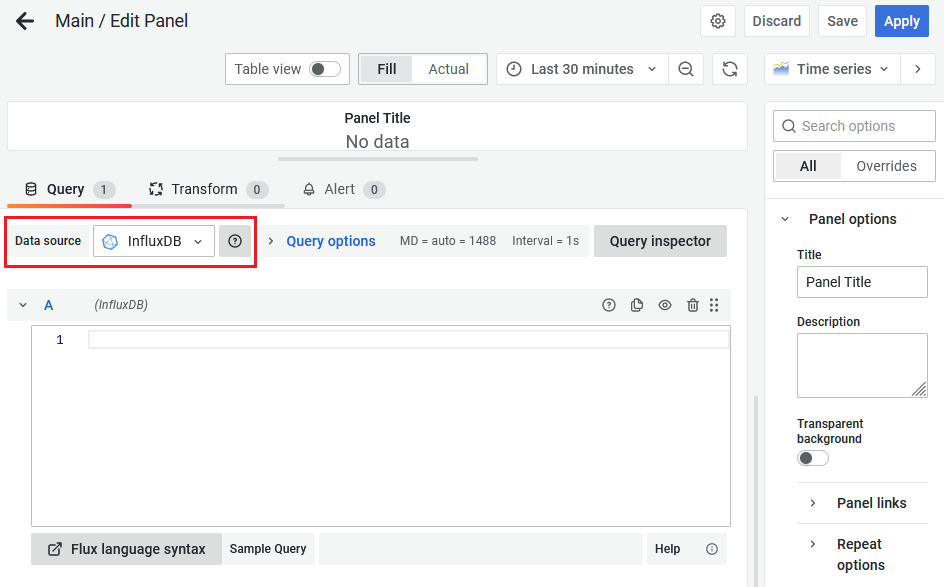 Main / Edit Panel
Discard
Save
Apply
Table view
Fill
Actual
Last 30 minutes
Time series
Panel Title
No data
Search options
All
Overrides
Query 1
Transform 0
Alert 0
Data source
InfluxDB
Query options
MD = auto = 1488
Interval = 1s
Query inspector
A
(InfluxDB)
1
Flux language syntax
Sample Query
Help
Panel options
Title
Panel Title
Description
Transparent
background
Panel links
Repeat
options